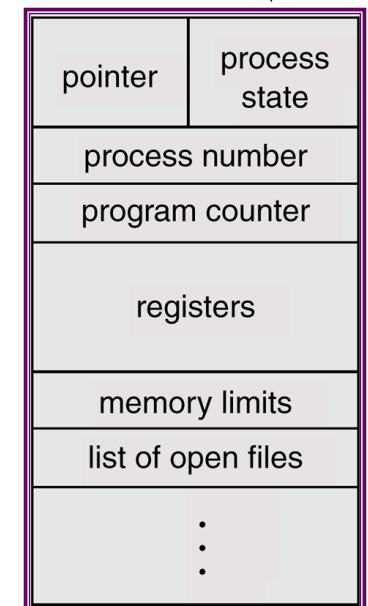 pointer
process
state
process number
program counter
registers
memory limits
list of open files
.
.
.